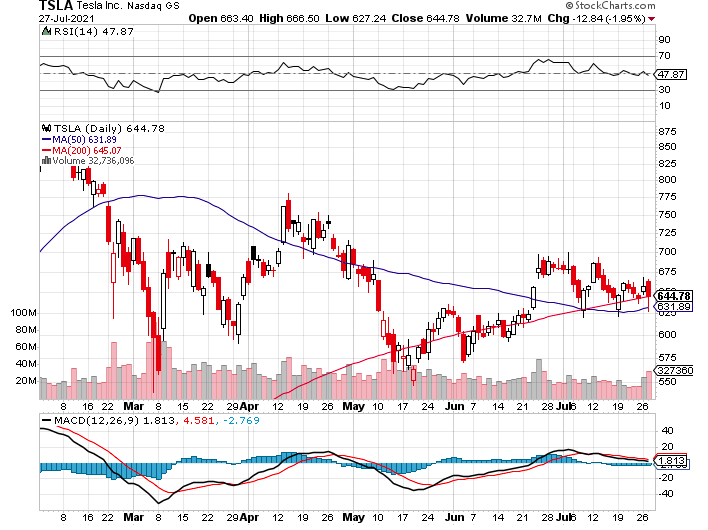 TSLA Tesla Inc. Nasdaq GS © StockCharts.com
27-Jul-2021 Open 663.40 High 666.50 Low 627.24 Close 644.78 Volume 32.7M Chg -12.84 (-1.95%)
RSI(14) 47.87
90
70
47.87
30
10
TSLA (Daily) 644.78
MA(50) 631.89
MA(200) 645.07
Volume 32,736,096
875
850
825
800
775
750
725
700
675
644.78
631.89
600
575
327360
550
100M
80M
60M
40M
20M
8 16 22 Mar 8 15 22 29 Apr 12 19 26 May 10 17 24 Jun 7 14 21 28 Jul 6 12 19 26
MACD(12,26,9) 1.813, 4.581, -2.769
40
20
1.813
-20
-40
8 16 22 Mar 8 15 22 29 Apr 12 19 26 May 10 17 24 Jun 7 14 21 28 Jul 6 12 19 26